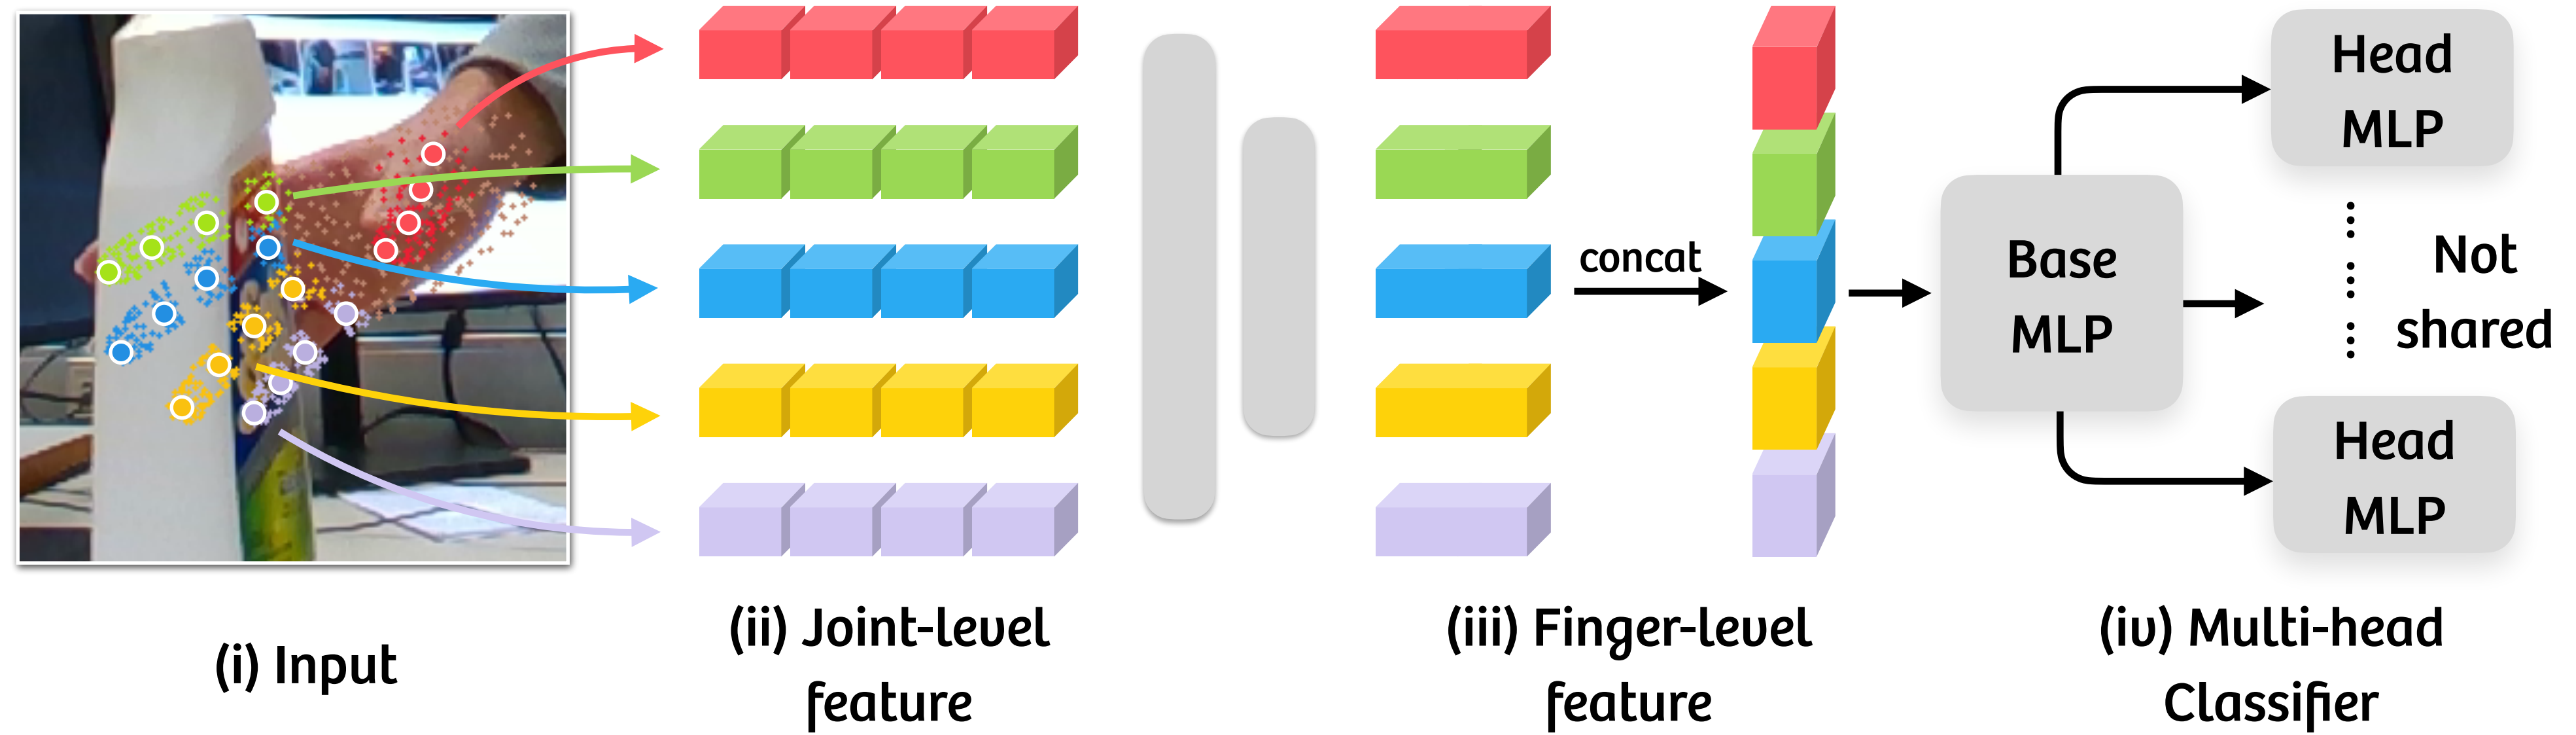 Head
MLP
concat
Base
MLP
Not
shared
Head
MLP
(i) Input
(ii) Joint-level
feature
(iii) Finger-level
feature
(iv) Multi-head
Classifier